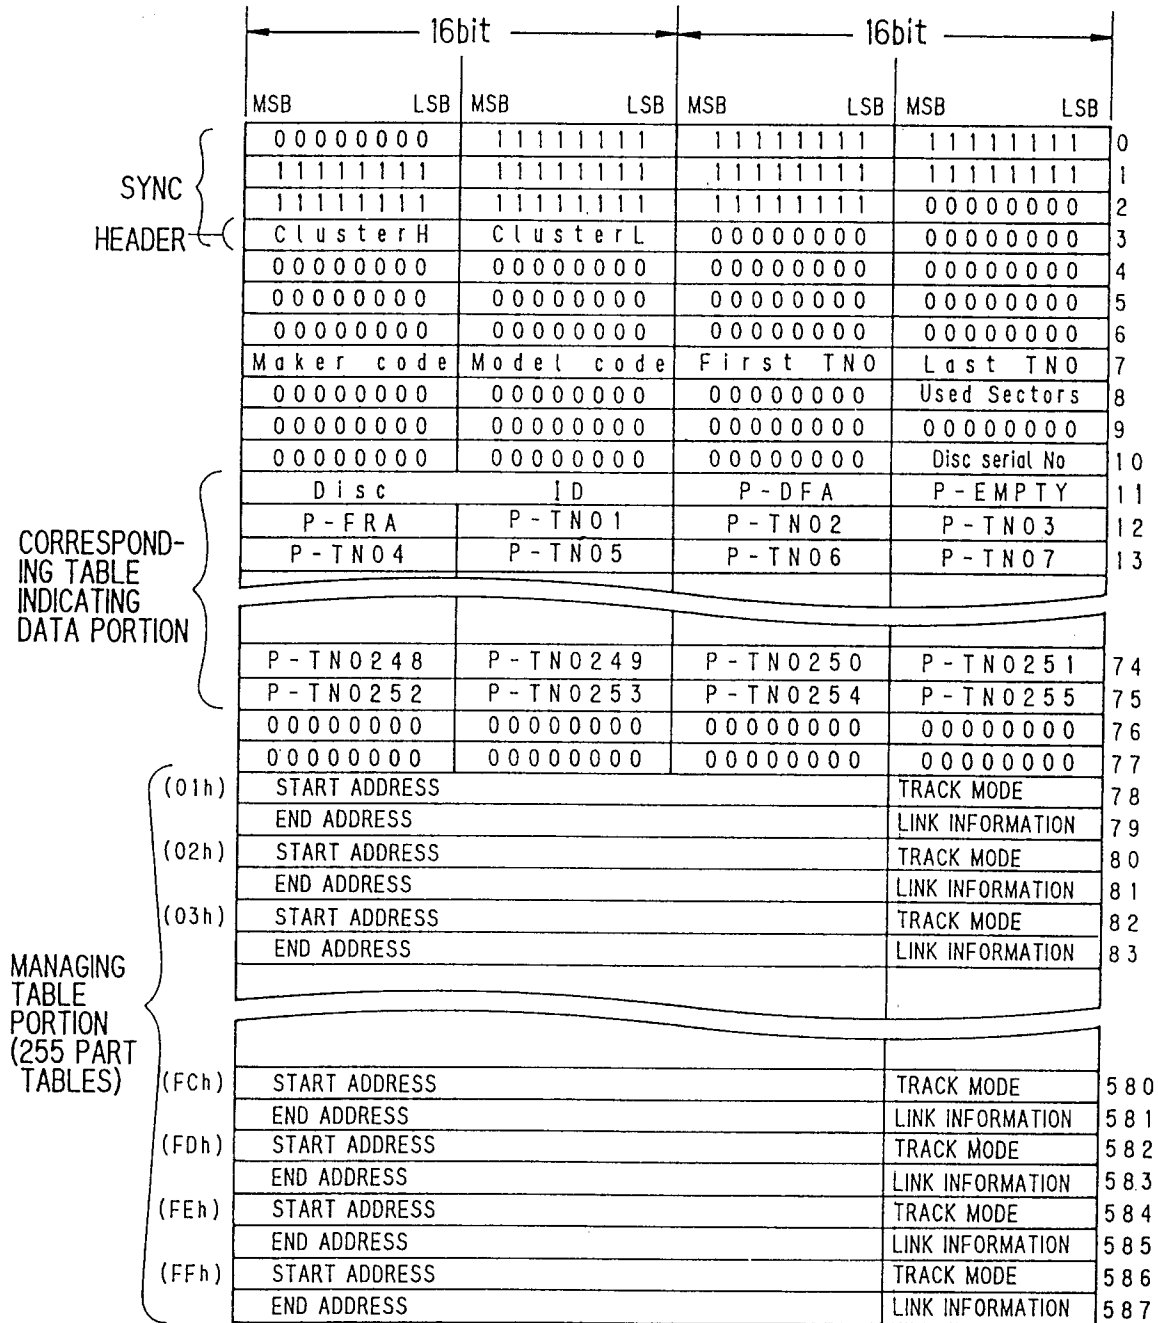 16bit 16bit
MSB LSB MSB LSB MSB LSB MSB LSB
00000000 11111111 11111111 11111111 0
11111111 11111111 11111111 11111111 1
SYNC
11111111 11111111 11111111 00000000 2
HEADER ClusterH ClusterL 00000000 00000000 3
00000000 00000000 00000000 00000000 4
00000000 00000000 00000000 00000000 5
00000000 00000000 00000000 00000000 6
Maker code Model code First TNO Last TNO 7
00000000 00000000 00000000 Used Sectors 8
00000000 00000000 00000000 00000000 9
00000000 00000000 00000000 Disc serial No 10
Disc ID P-DFA P-EMPTY 11
P-FRA P-TNO1 P-TNO2 P-TNO3 12
P-TNO4 P-TNO5 P-TNO6 P-TNO7 13
CORRESPOND-
ING TABLE
INDICATING
DATA PORTION
P-TNO248 P-TNO249 P-TNO250 P-TNO251 74
P-TNO252 P-TNO253 P-TNO254 P-TNO255 75
00000000 00000000 00000000 00000000 76
00000000 00000000 00000000 00000000 77
(01h) START ADDRESS TRACK MODE 78
END ADDRESS LINK INFORMATION 79
(02h) START ADDRESS TRACK MODE 80
END ADDRESS LINK INFORMATION 81
(03h) START ADDRESS TRACK MODE 82
END ADDRESS LINK INFORMATION 83
MANAGING
TABLE
PORTION
(255 PART
TABLES)
(FCh) START ADDRESS TRACK MODE 580
END ADDRESS LINK INFORMATION 581
(FDh) START ADDRESS TRACK MODE 582
END ADDRESS LINK INFORMATION 583
(FEh) START ADDRESS TRACK MODE 584
END ADDRESS LINK INFORMATION 585
(FFh) START ADDRESS TRACK MODE 586
END ADDRESS LINK INFORMATION 587